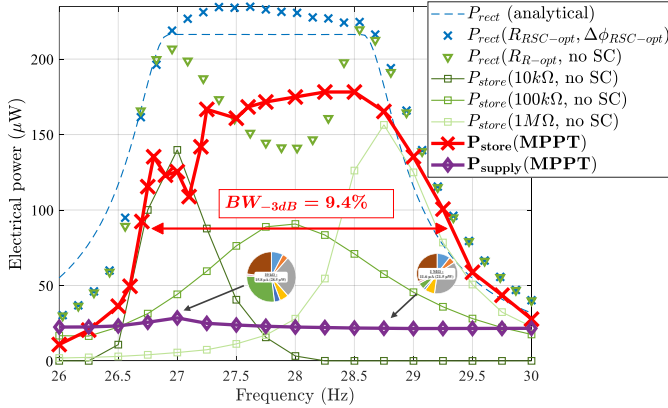 P_rect (analytical)
P_rect(R_RSC-opt, Δϕ_RSC-opt)
P_rect(R_R-opt, no SC)
P_store(10kΩ, no SC)
P_store(100kΩ, no SC)
P_store(1MΩ, no SC)
P_store(MPPT)
P_supply(MPPT)
Electrical power (μW)
200
150
100
50
0
BW_−3dB = 9.4%
26 26.5 27 27.5 28 28.5 29 29.5 30
Frequency (Hz)